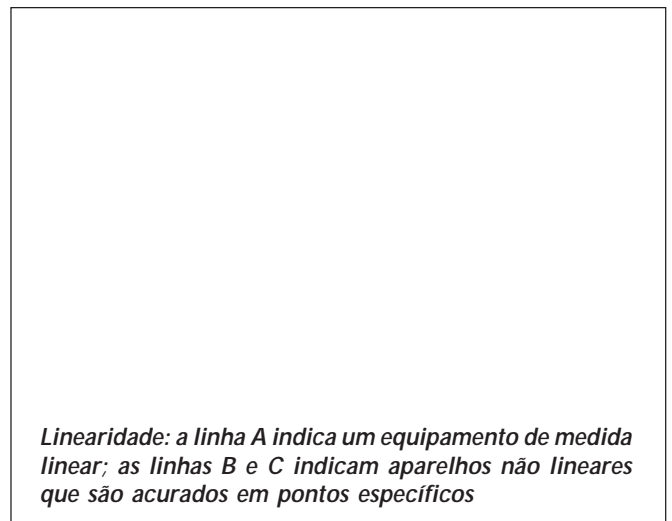 Linearidade: a linha A indica um equipamento de medida
linear; as linhas B e C indicam aparelhos não lineares
que são acurados em pontos específicos